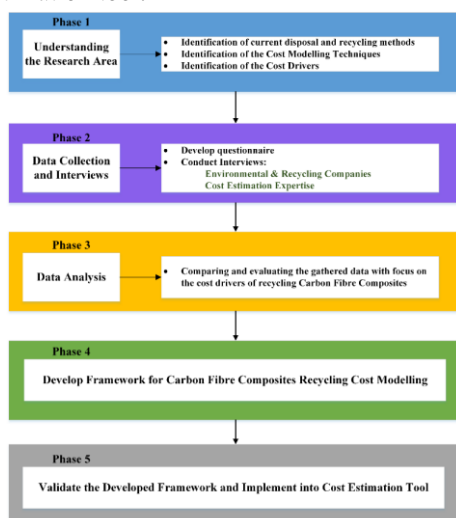 Phase 1
Understanding
the Research Area
• Identification of current disposal and recycling methods
• Identification of the Cost Modelling Techniques
• Identification of the Cost Drivers
Phase 2
Data Collection
and Interviews
• Develop questionnaire
• Conduct Interviews:
Environmental & Recycling Companies
Cost Estimation Expertise
Phase 3
Data Analysis
• Comparing and evaluating the gathered data with focus on
the cost drivers of recycling Carbon Fibre Composites
Phase 4
Develop Framework for Carbon Fibre Composites Recycling Cost Modelling
Phase 5
Validate the Developed Framework and Implement into Cost Estimation Tool